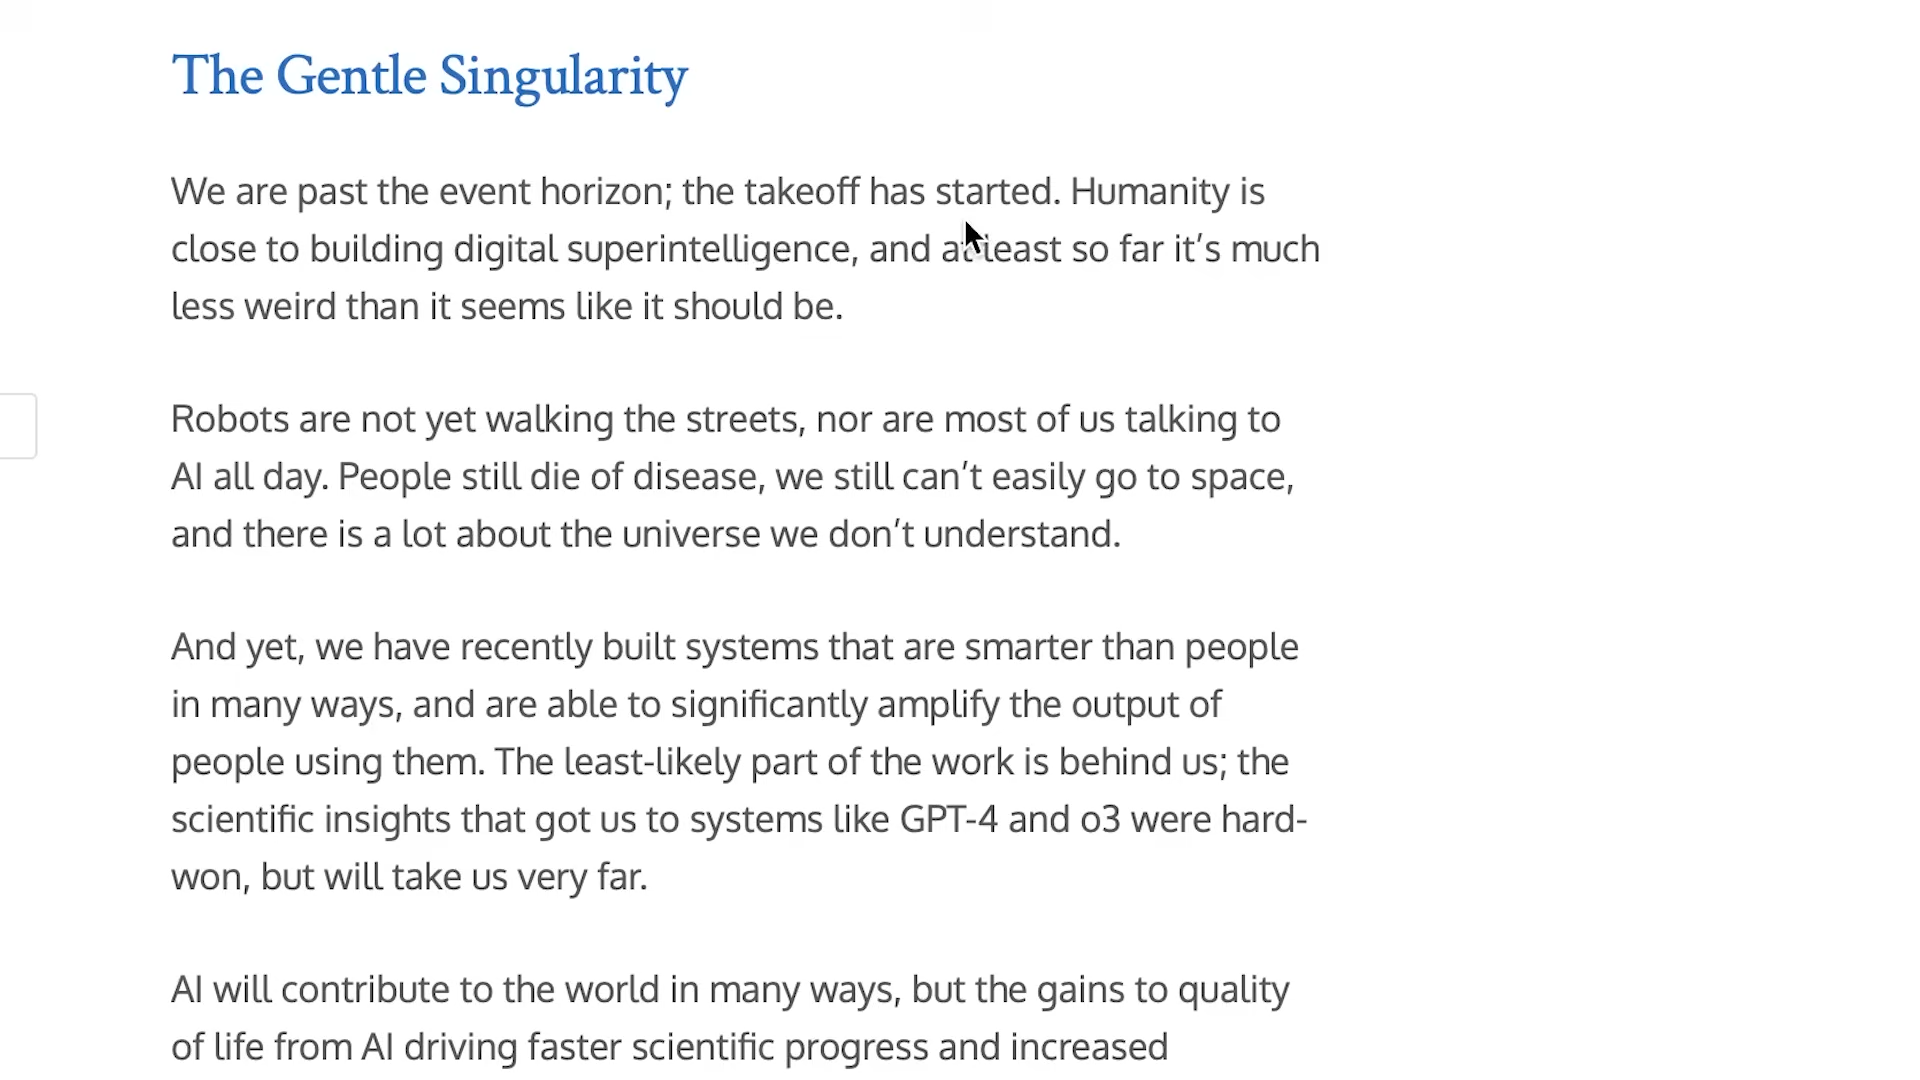 The Gentle Singularity
We are past the event horizon; the takeoff has started. Humanity is
close to building digital superintelligence, and at least so far it’s much
less weird than it seems like it should be.
Robots are not yet walking the streets, nor are most of us talking to
AI all day. People still die of disease, we still can’t easily go to space,
and there is a lot about the universe we don’t understand.
And yet, we have recently built systems that are smarter than people
in many ways, and are able to significantly amplify the output of
people using them. The least-likely part of the work is behind us; the
scientific insights that got us to systems like GPT-4 and o3 were hard-
won, but will take us very far.
AI will contribute to the world in many ways, but the gains to quality
of life from AI driving faster scientific progress and increased